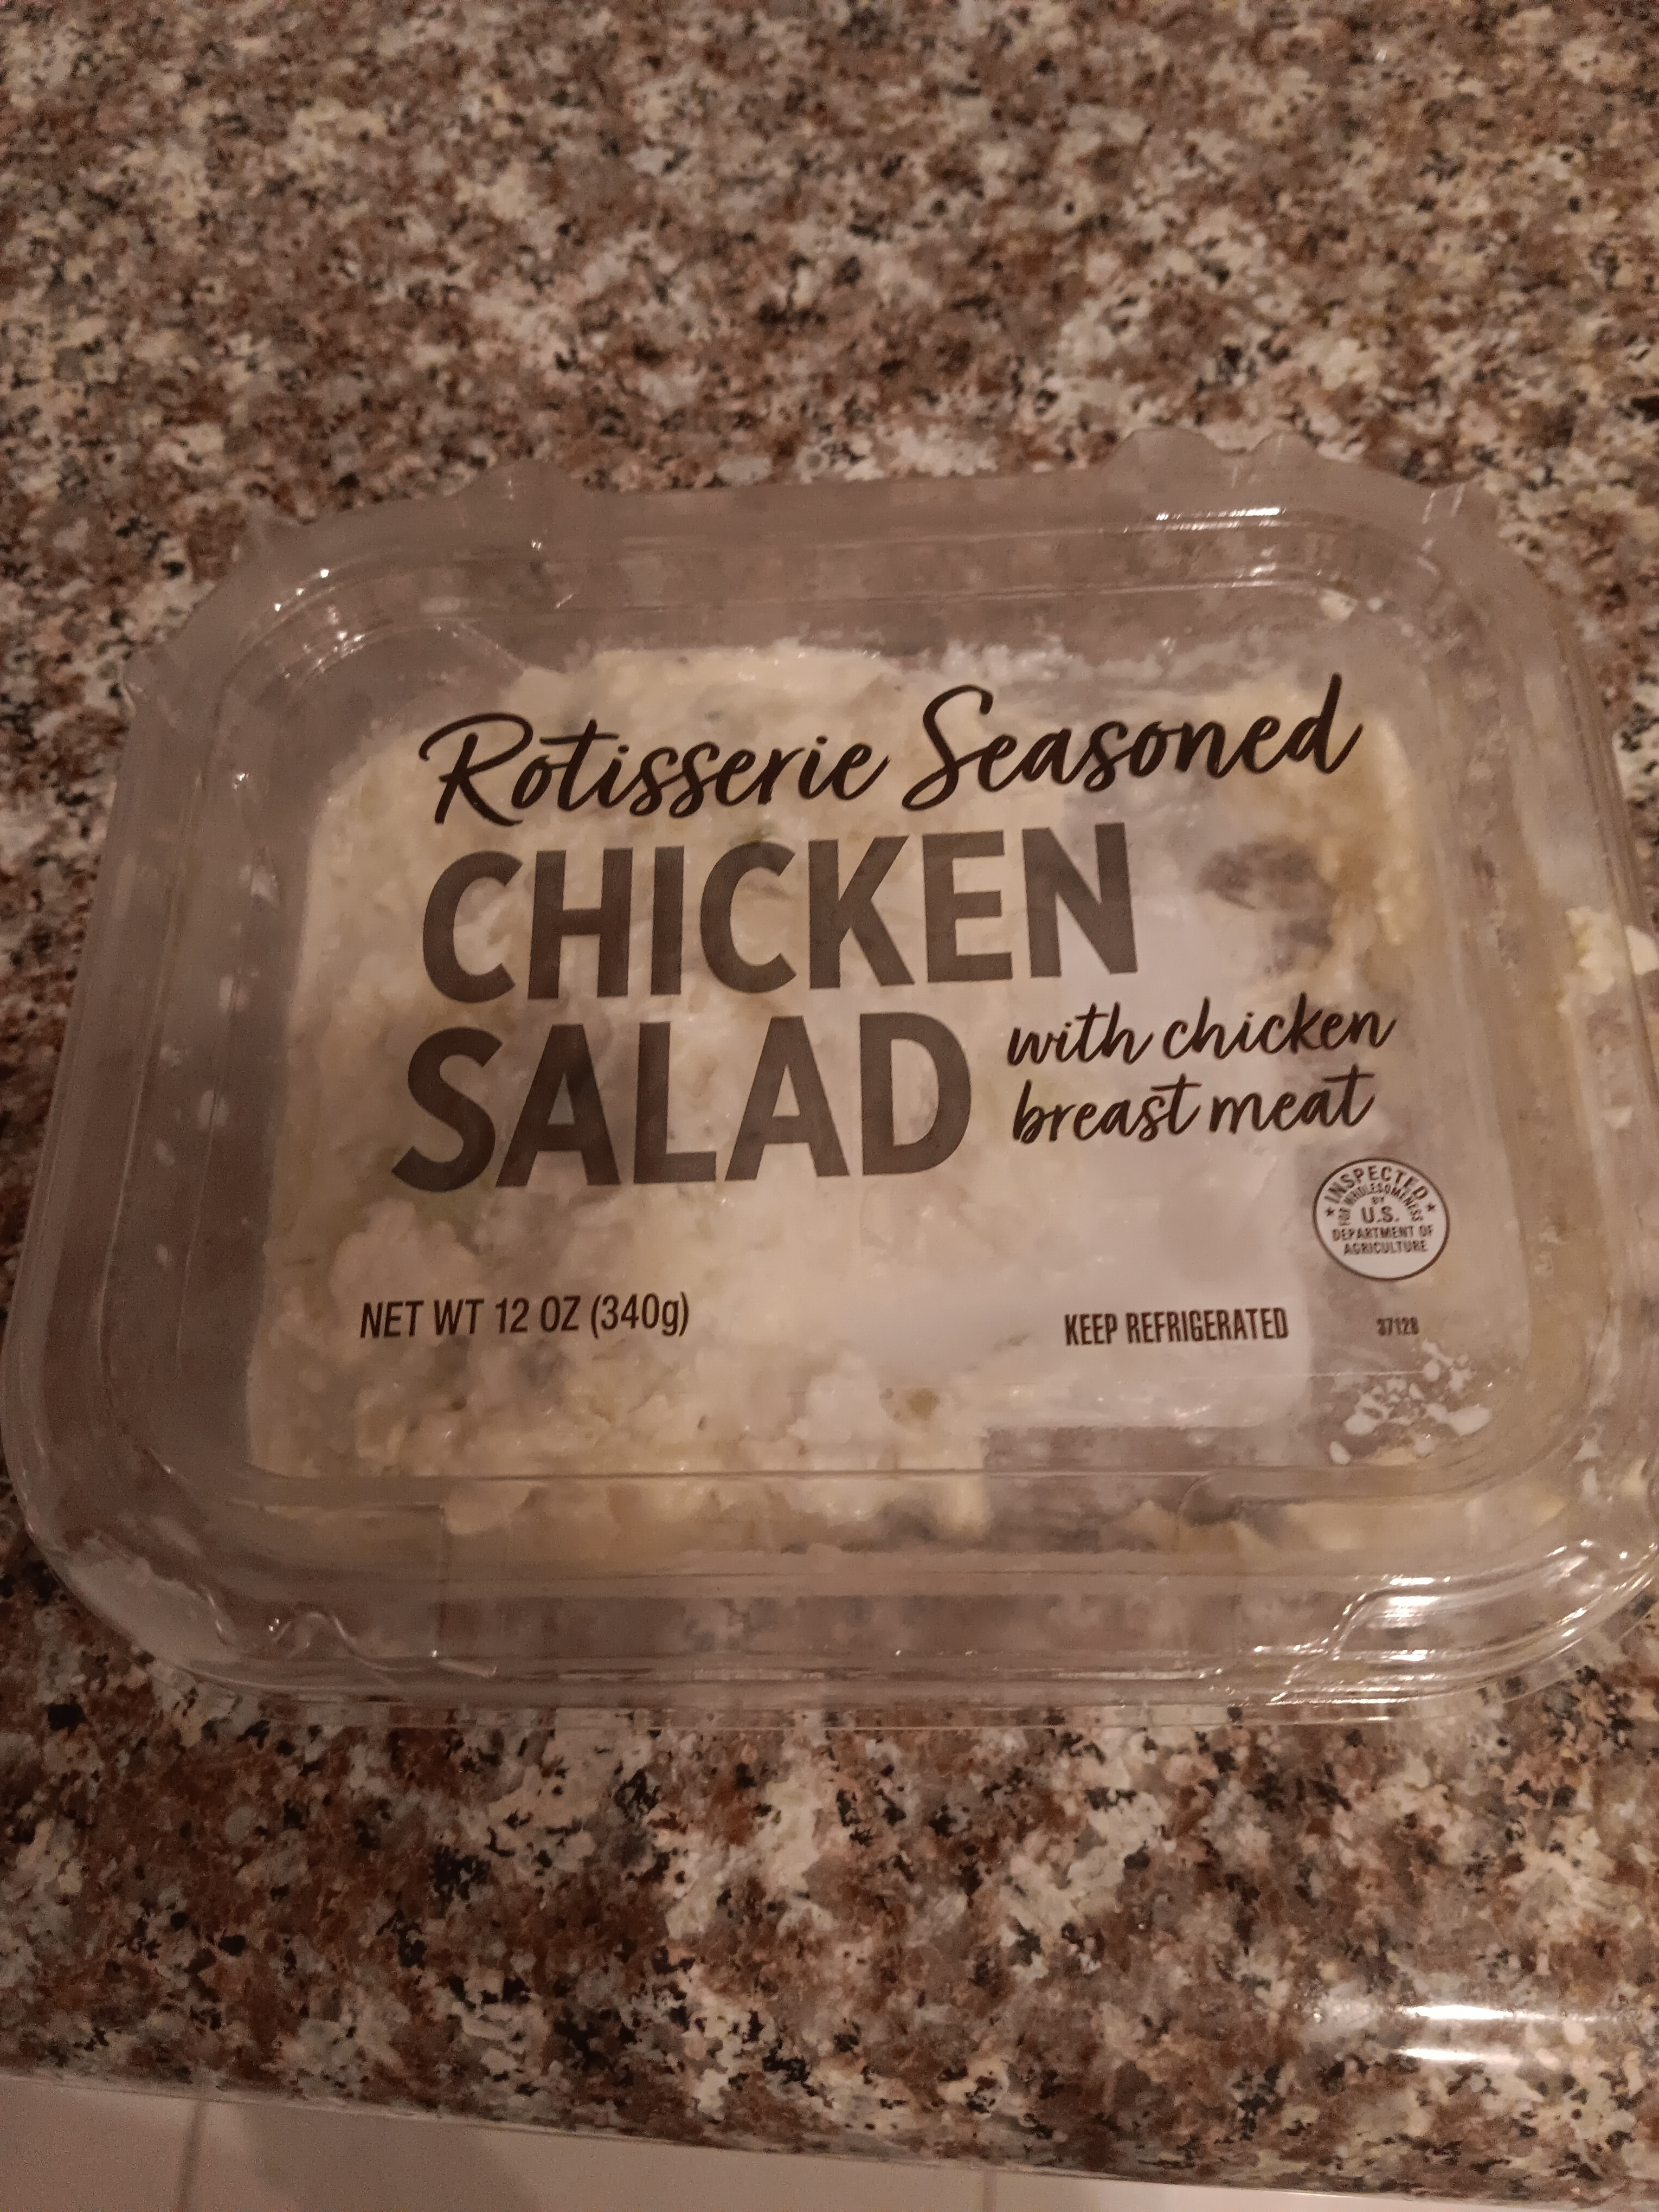 Rotisserie Seasoned
CHICKEN
SALAD
with chicken
breast meat
INSPECTED
FOR WHOLESOMENESS
BY
U.S.
DEPARTMENT OF
AGRICULTURE
NET WT 12 OZ (340g)
KEEP REFRIGERATED
37128